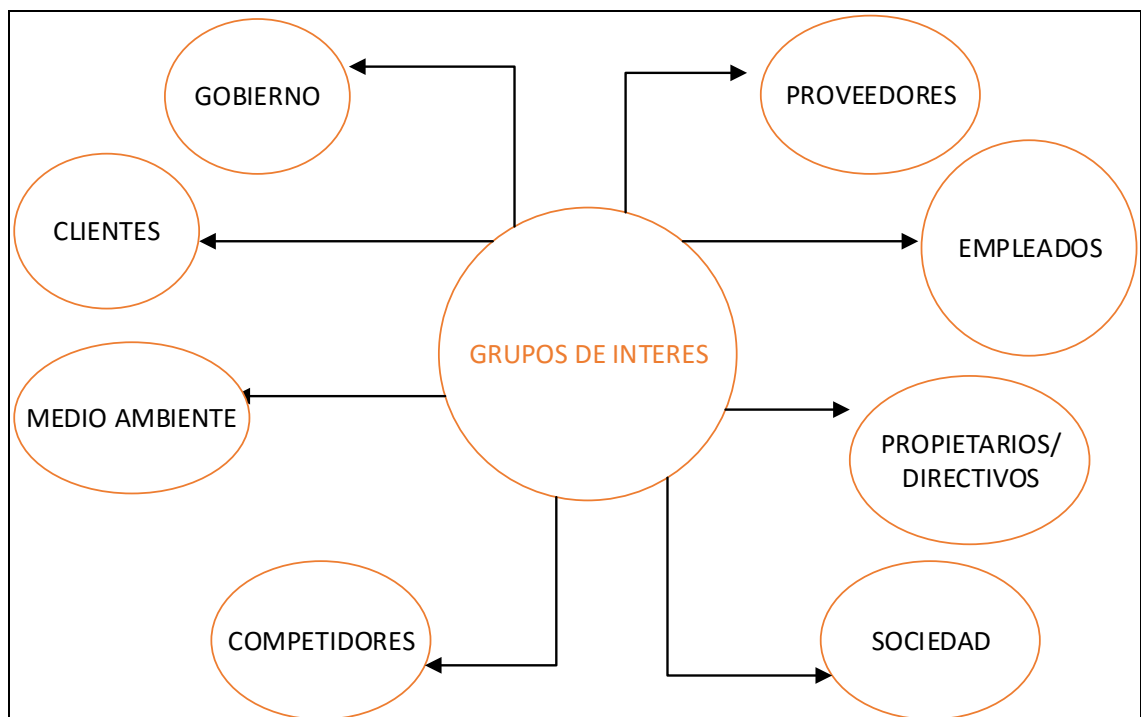 GOBIERNO
PROVEEDORES
CLIENTES
EMPLEADOS
GRUPOS DE INTERES
MEDIO AMBIENTE
PROPIETARIOS/
DIRECTIVOS
COMPETIDORES
SOCIEDAD